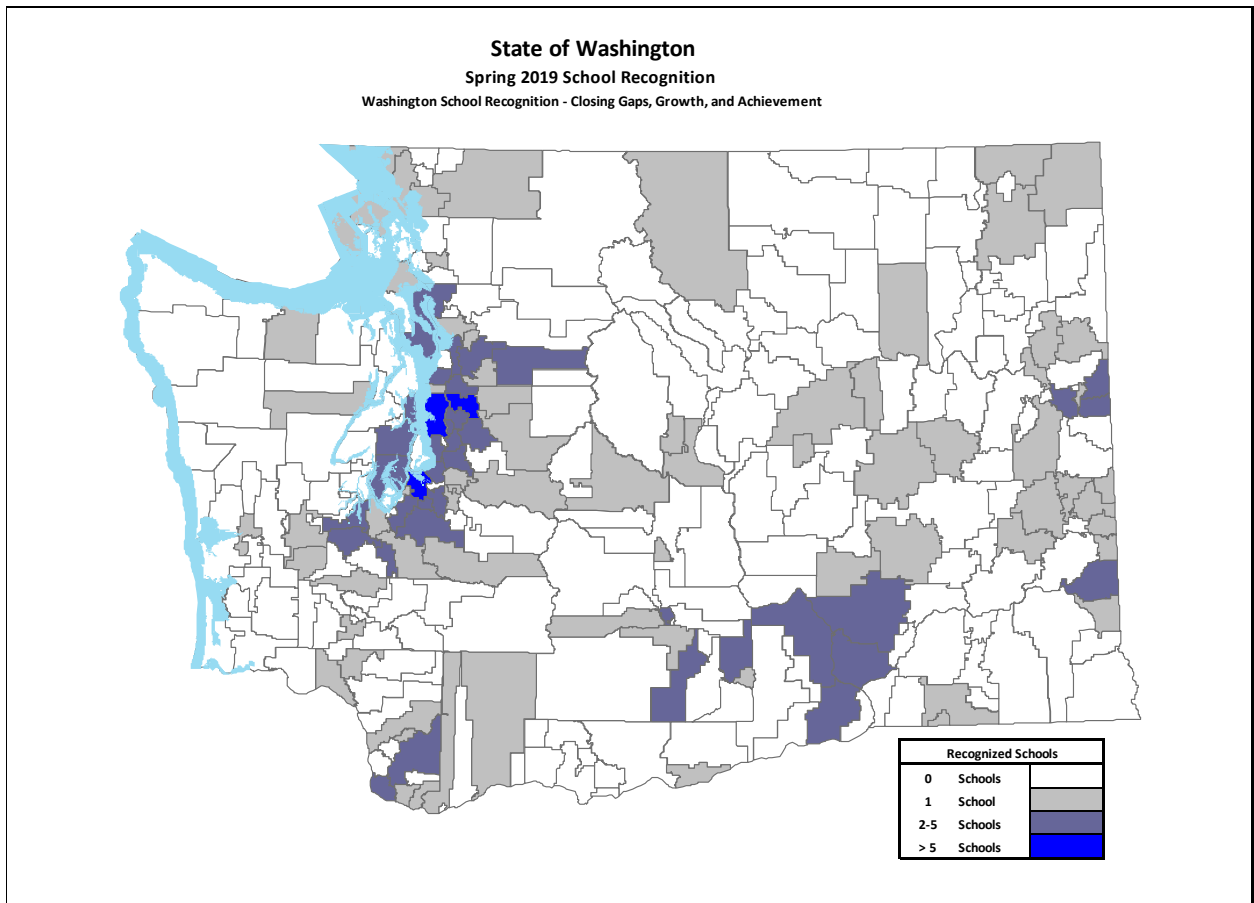 State of Washington
Spring 2019 School Recognition
Washington School Recognition - Closing Gaps, Growth, and Achievement
Recognized Schools
0 Schools
1 School
2-5 Schools
> 5 Schools